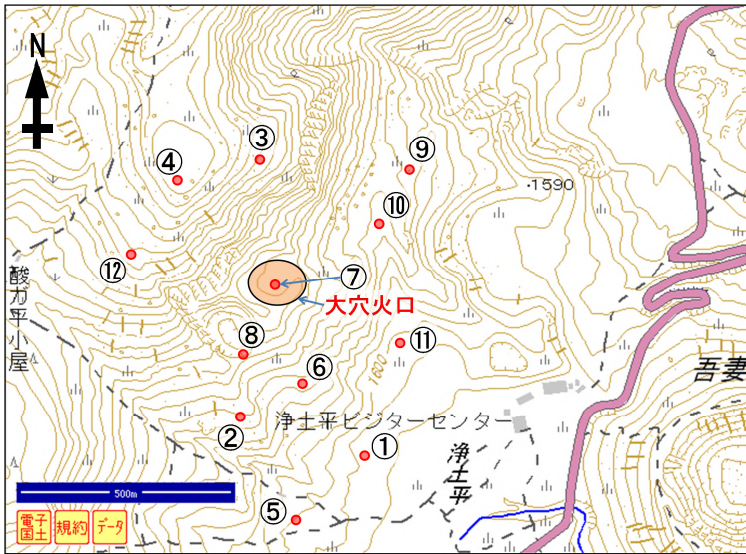 N
③
④
⑨
・1590
⑩
⑫
⑦
大穴火口
酸ガ平小屋
⑧
⑪
⑥
1600
吾妻
②
浄土平ビジターセンター
①
浄土平
500m
⑤
電子国土
規約
データ